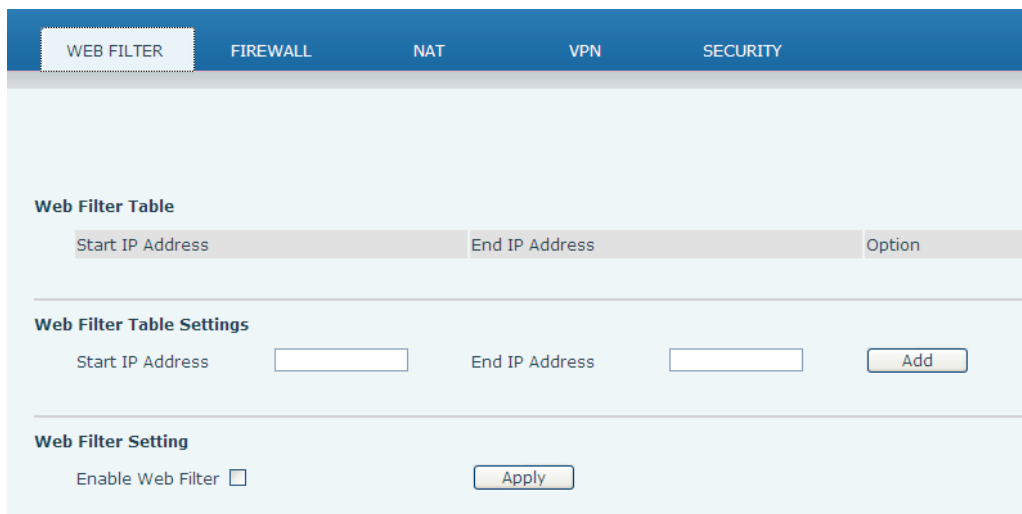 WEB FILTER FIREWALL NAT VPN SECURITY
Web Filter Table
Start IP Address End IP Address Option
Web Filter Table Settings
Start IP Address End IP Address Add
Web Filter Setting
Enable Web Filter Apply